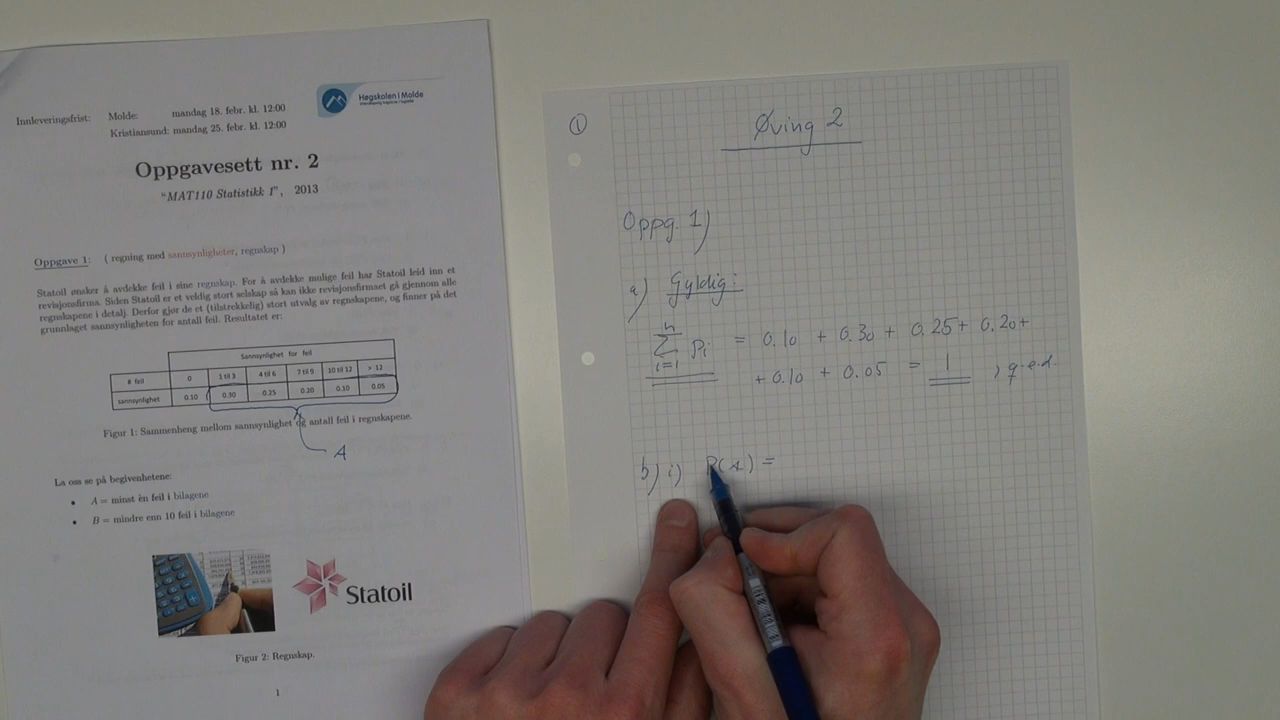 Innleveringsfrist: Molde: mandag 18. febr. kl. 12:00
Kristiansund: mandag 25. febr. kl. 12:00
Høgskolen i Molde
Oppgavesett nr. 2
"MAT110 Statistikk 1", 2013
Oppgave 1: ( regning med sannsynligheter, regnskap )
Statoil ønsker å avdekke feil i sine regnskap. For å avdekke mulige feil har Statoil leid inn et
revisjonsfirma. Siden Statoil er et veldig stort selskap så kan ikke revisjonsfirmaet gå gjennom alle
regnskapene i detalj. Derfor gjør de et (tilstrekkelig) stort utvalg av regnskapene, og finner på det
grunnlaget sannsynligheten for antall feil. Resultatet er:
Sannsynlighet for feil
# feil 0 1 til 3 4 til 6 7 til 9 10 til 12 > 12
sannsynlighet 0.10 0.30 0.25 0.20 0.10 0.05
Figur 1: Sammenheng mellom sannsynlighet og antall feil i regnskapene.
A
La oss se på begivenhetene:
• A = minst èn feil i bilagene
• B = mindre enn 10 feil i bilagene
Statoil
Figur 2: Regnskap.
1
① Øving 2
Oppg. 1)
a) Gyldig:
n
∑ pi = 0.10 + 0.30 + 0.25 + 0.20 +
i=1
+ 0.10 + 0.05 = 1 , q.e.d.
b) i) P(A) =